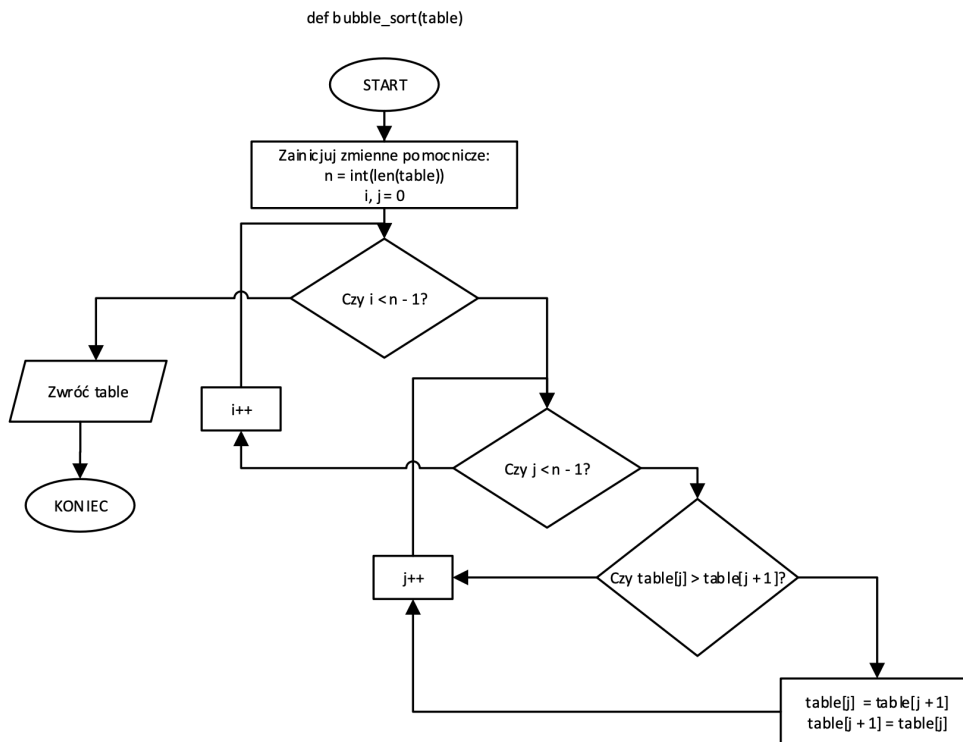 def bubble_sort(table)
START
Zainicjuj zmienne pomocnicze:
n = int(len(table))
i, j = 0
Czy i < n - 1?
Zwróć table
i++
Czy j < n - 1?
KONIEC
j++
Czy table[j] > table[j + 1]?
table[j] = table[j + 1]
table[j + 1] = table[j]